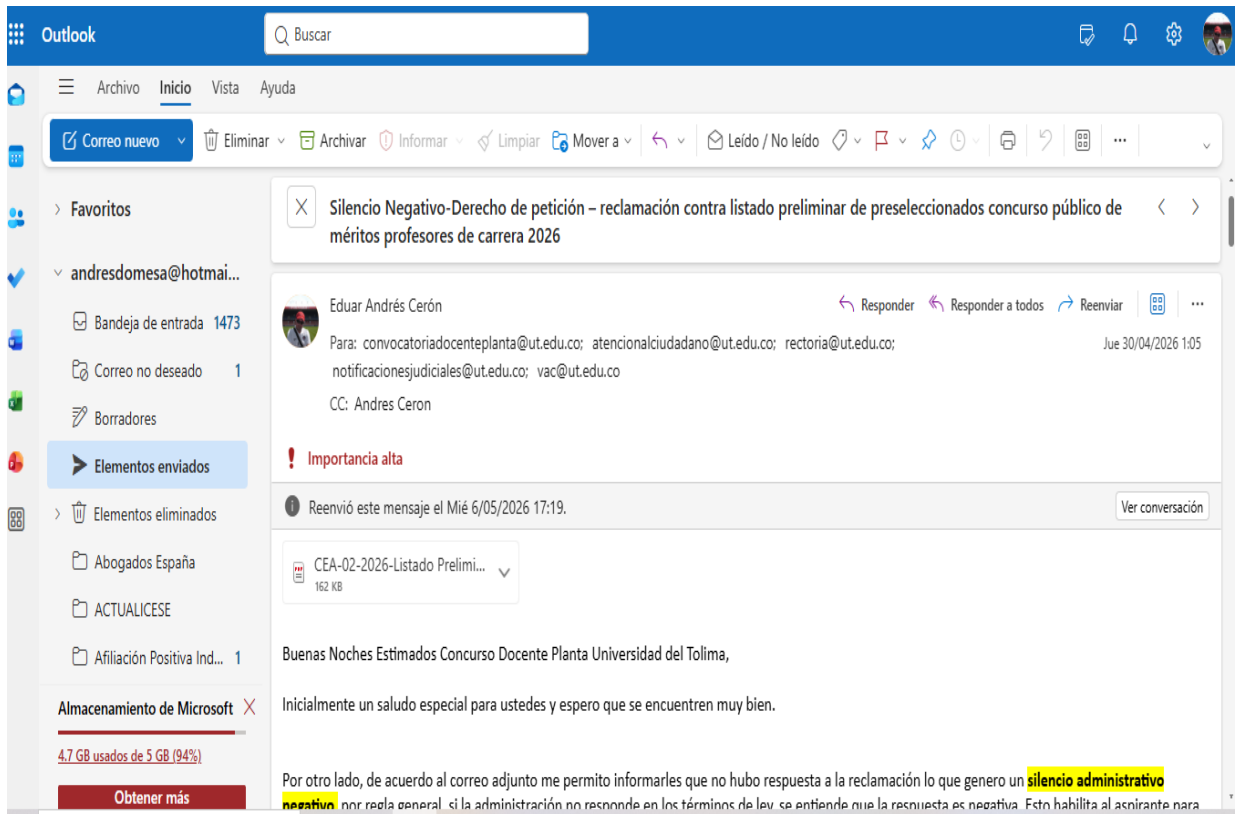 Outlook
Buscar
Archivo Inicio Vista Ayuda
Correo nuevo Eliminar Archivar Informar Limpiar Mover a Leído / No leído ...
Favoritos
andresdomesa@hotmai...
Bandeja de entrada 1473
Correo no deseado 1
Borradores
Elementos enviados
Elementos eliminados
Abogados España
ACTUALICESE
Afiliación Positiva Ind... 1
Almacenamiento de Microsoft
4.7 GB usados de 5 GB (94%)
Obtener más
Silencio Negativo-Derecho de petición – reclamación contra listado preliminar de preseleccionados concurso público de
méritos profesores de carrera 2026
Eduar Andrés Cerón
Responder Responder a todos Reenviar ...
Para: convocatoriadocenteplanta@ut.edu.co; atencionalciudadano@ut.edu.co; rectoria@ut.edu.co;
Jue 30/04/2026 1:05
notificacionesjudiciales@ut.edu.co; vac@ut.edu.co
CC: Andres Ceron
Importancia alta
Reenvió este mensaje el Mié 6/05/2026 17:19.
Ver conversación
CEA-02-2026-Listado Prelimi...
162 KB
Buenas Noches Estimados Concurso Docente Planta Universidad del Tolima,
Inicialmente un saludo especial para ustedes y espero que se encuentren muy bien.
Por otro lado, de acuerdo al correo adjunto me permito informarles que no hubo respuesta a la reclamación lo que genero un silencio administrativo
negativo, por regla general, si la administración no responde en los términos de ley, se entiende que la respuesta es negativa. Esto habilita al aspirante para